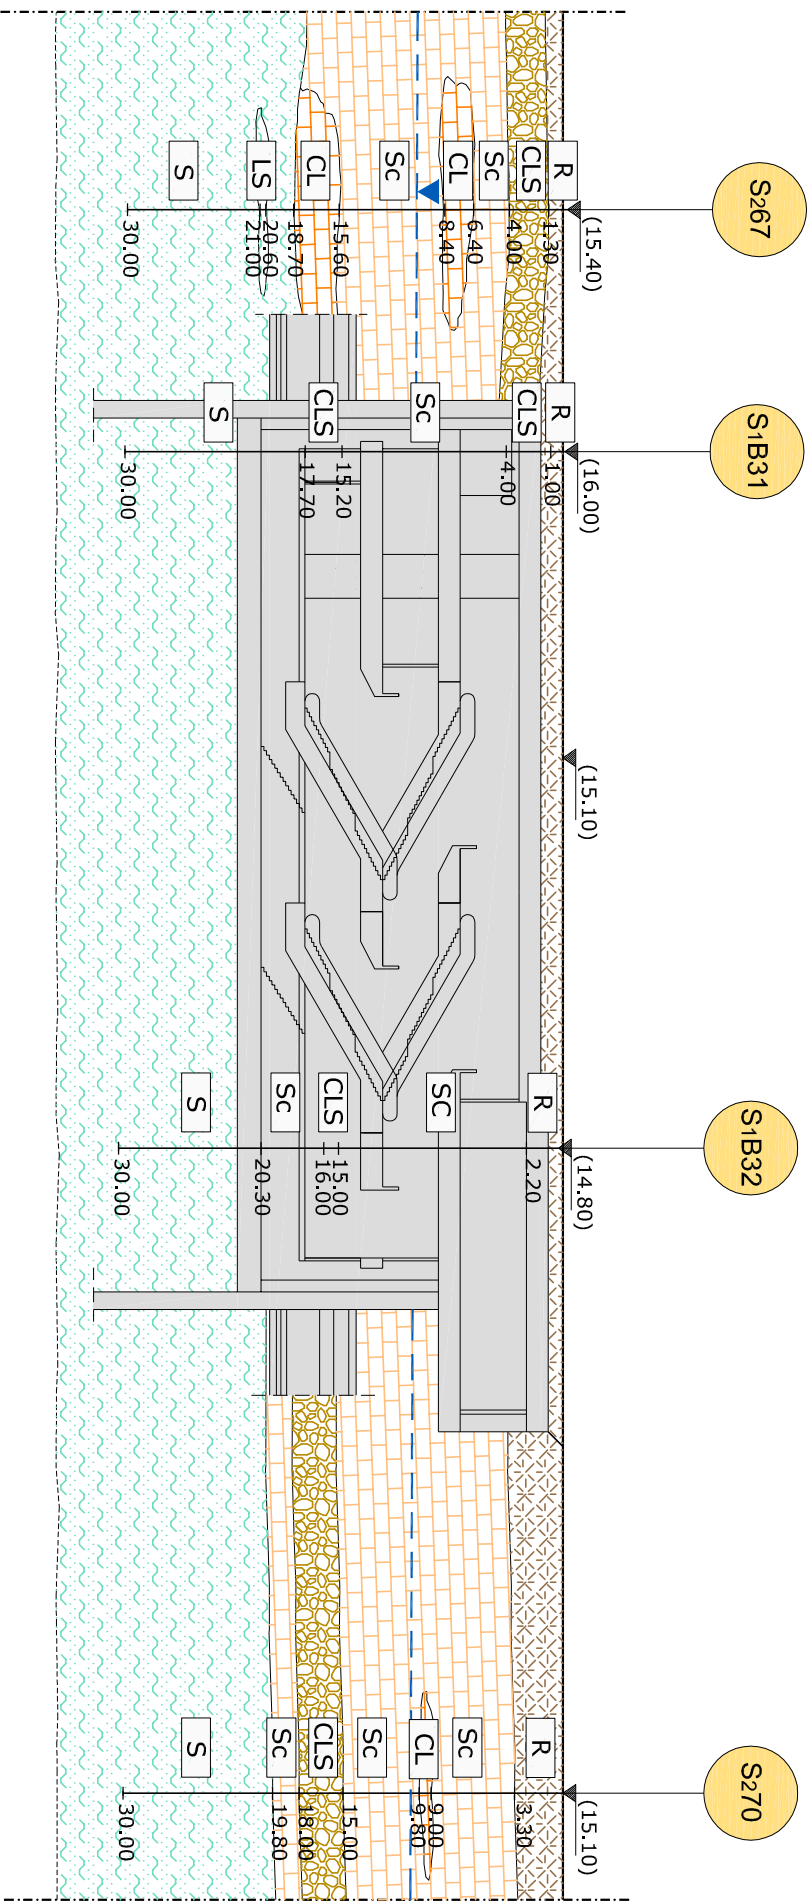 S267
(15.40)
R
CLS
Sc
CL
Sc
CL
LS
S
1.30
4.00
6.40
8.40
15.60
18.70
20.60
21.00
30.00
S1B31
(16.00)
R
CLS
Sc
CLS
S
1.00
4.00
15.20
17.70
30.00
(15.10)
S1B32
(14.80)
R
SC
CLS
Sc
S
2.20
15.00
16.00
20.30
30.00
S270
(15.10)
R
Sc
CL
Sc
CLS
Sc
S
3.30
9.00
9.80
15.00
18.00
19.80
30.00